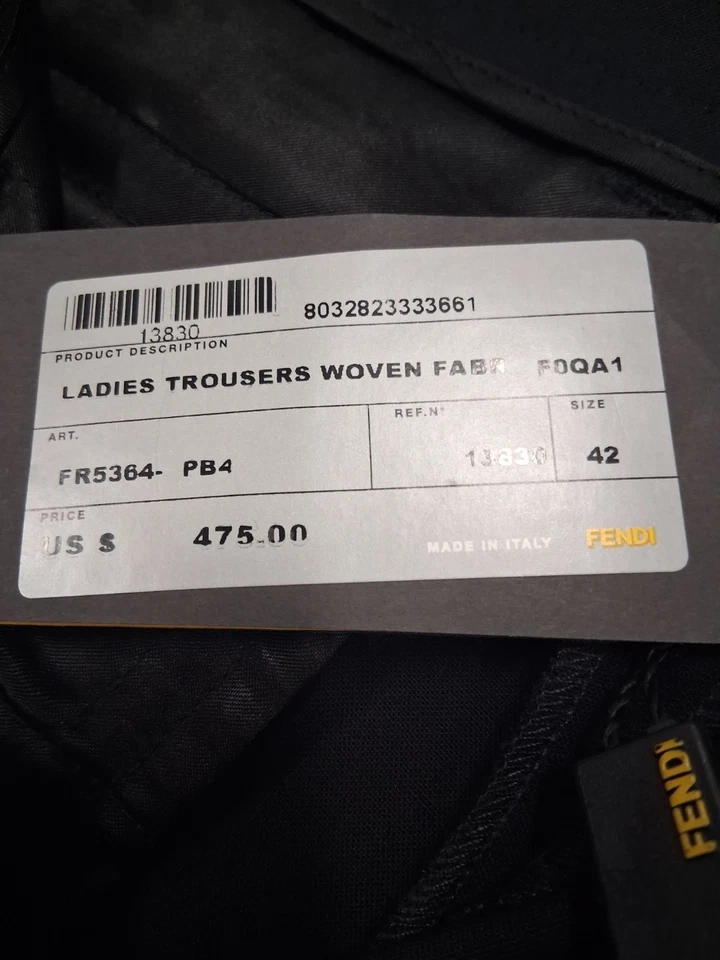 8032823333661
13830
PRODUCT DESCRIPTION
LADIES TROUSERS WOVEN FABR F0QA1
ART. REF.N° SIZE
FR5364- PB4 13830 42
PRICE
US $ 475.00 MADE IN ITALY FENDI
FENDI